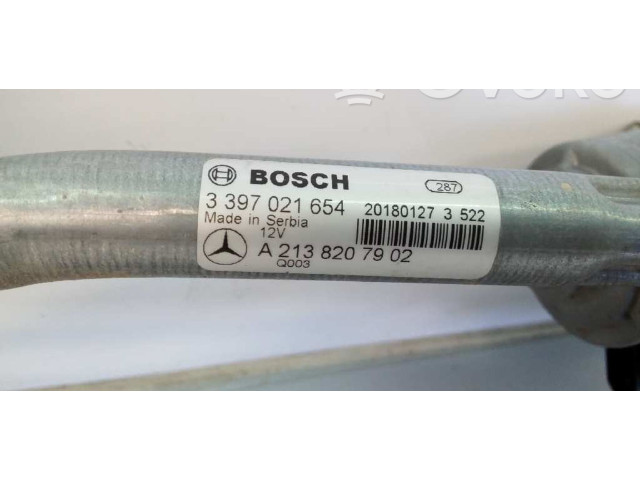 BOSCH 287
3 397 021 654 20180127 3 522
Made in Serbia
12V
A 213 820 79 02
Q003